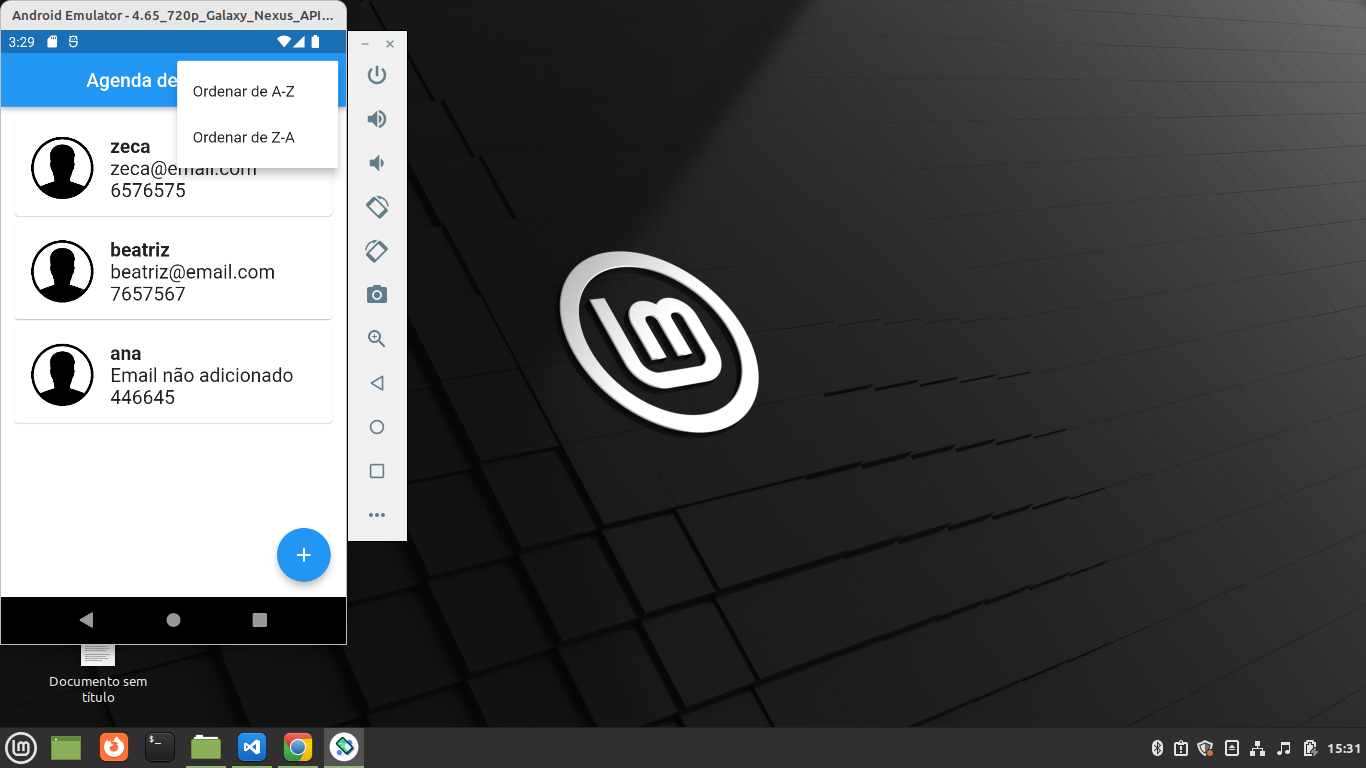 Android Emulator - 4.65_720p_Galaxy_Nexus_API...
3:29
Agenda de
Ordenar de A-Z
Ordenar de Z-A
zeca
zeca@email.com
6576575
beatriz
beatriz@email.com
7657567
ana
Email não adicionado
446645
Documento sem
título
$_
15:31